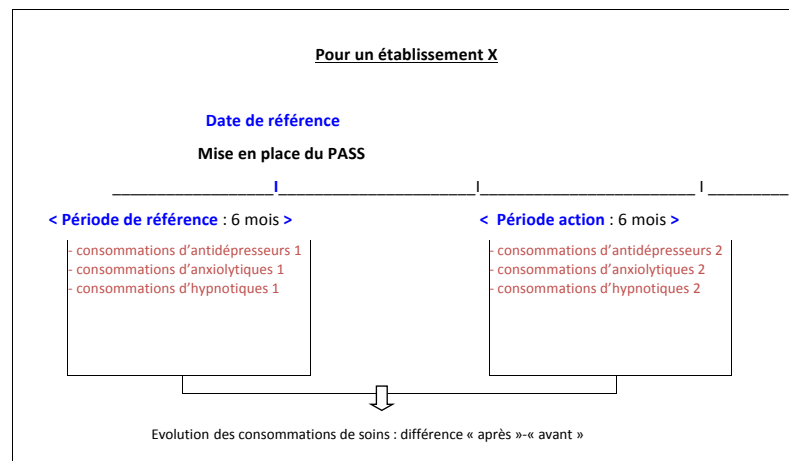 Pour un établissement X
Date de référence
Mise en place du PASS
__________________I______________________I________________________ I _________
< Période de référence : 6 mois > < Période action : 6 mois >
- consommations d’antidépresseurs 1
- consommations d’anxiolytiques 1
- consommations d’hypnotiques 1
- consommations d’antidépresseurs 2
- consommations d’anxiolytiques 2
- consommations d’hypnotiques 2
Evolution des consommations de soins : différence « après »-« avant »